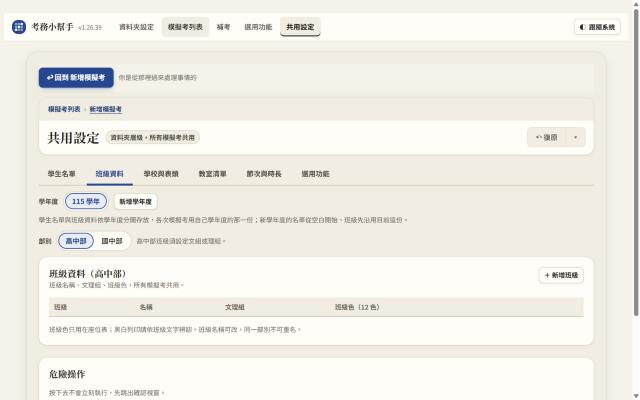 考務小幫手 v1.26.39 資料夾設定 模擬考列表 補考 選用功能 共用設定 跟隨系統
回到 新增模擬考 你是從那裡過來處理事情的
模擬考列表 › 新增模擬考
共用設定 資料夾層級，所有模擬考共用 復原
學生名單 班級資料 學校與表頭 教室清單 節次與時長 選用功能
學年度 115 學年 新增學年度
學生名單與班級資料依學年度分開存放，各次模擬考用自己學年度的那一份；新學年度的名單從空白開始、班級先沿用目前這份。
部別 高中部 國中部 高中部班級須設定文組或理組。
班級資料（高中部）
班級名稱、文理組、班級色，所有模擬考共用。
+ 新增班級
班級 名稱 文理組 班級色（12 色）
班級色只用在座位表；黑白列印請依班級文字辨認。班級名稱可改，同一部別不可重名。
危險操作
按下去不會立刻執行，先跳出確認視窗。